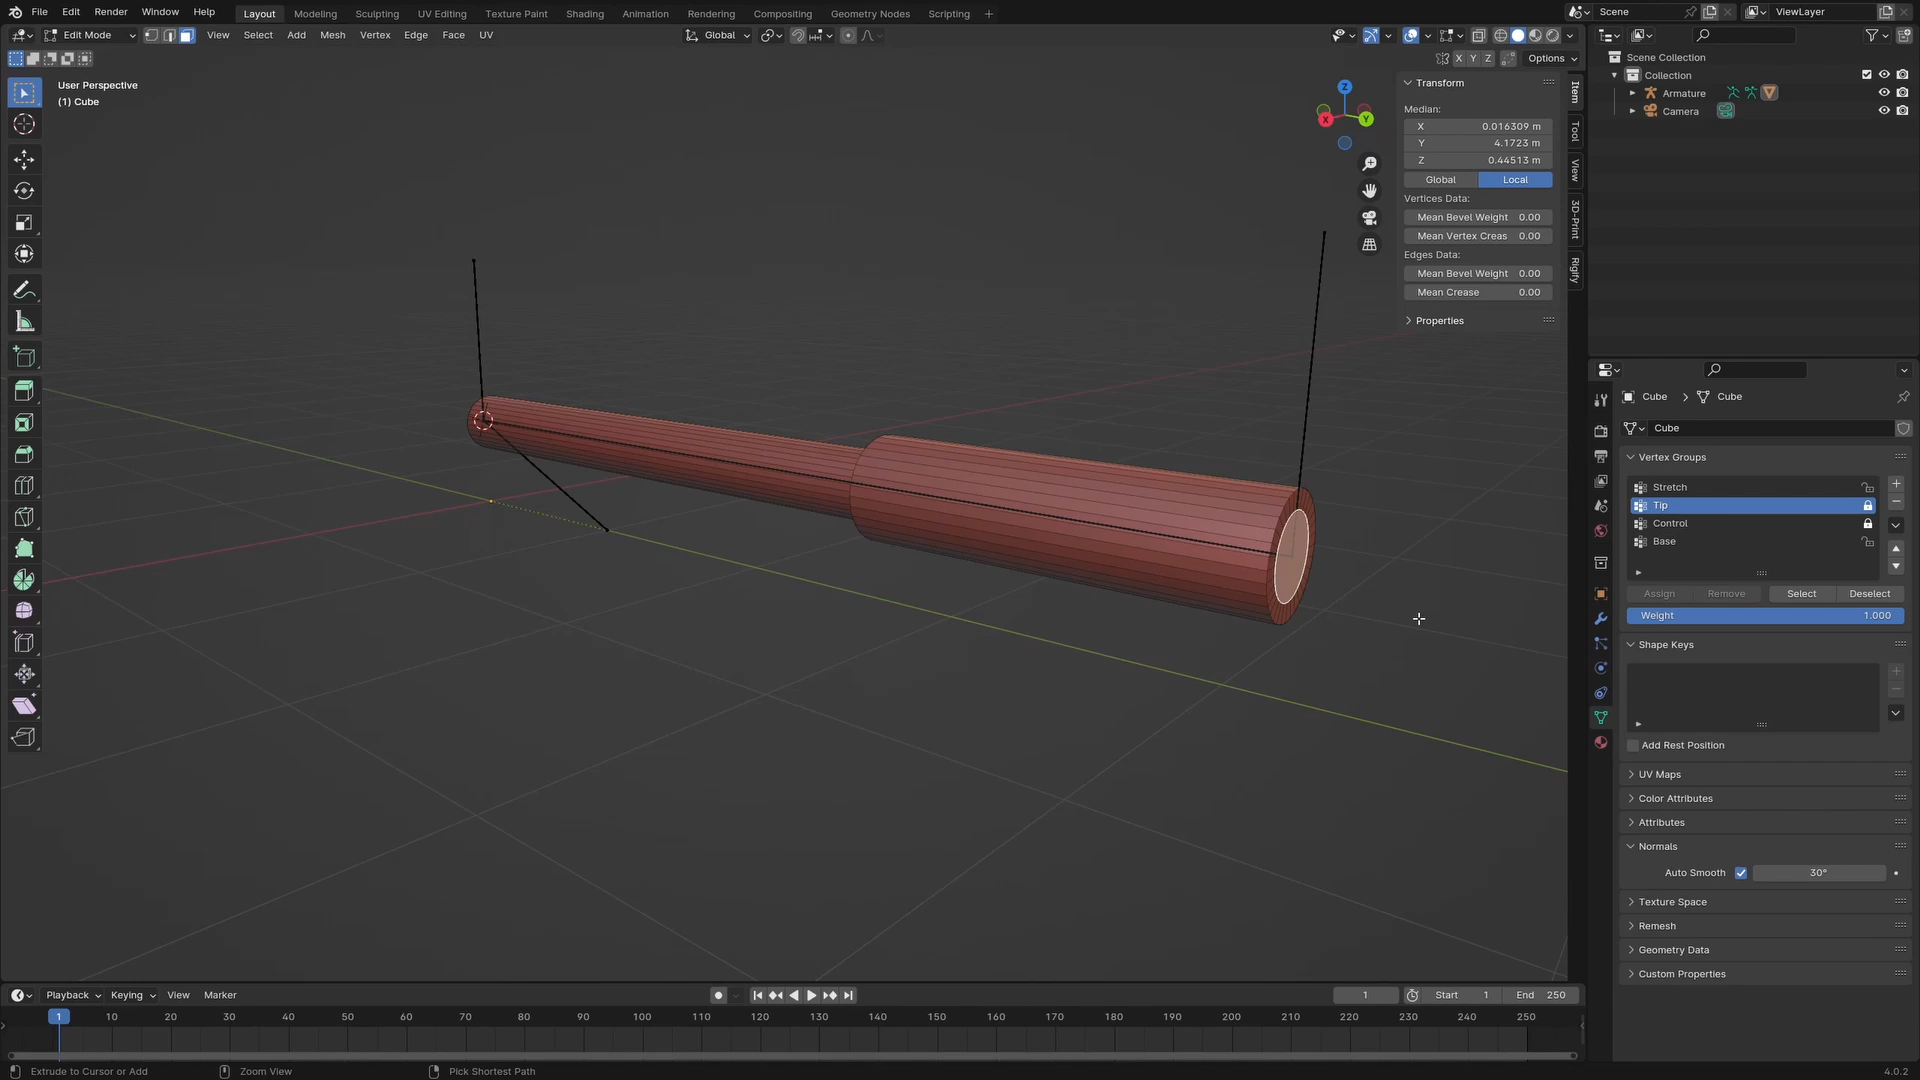 File Edit Render Window Help Layout Modeling Sculpting UV Editing Texture Paint Shading Animation Rendering Compositing Geometry Nodes Scripting + Scene ViewLayer
Edit Mode View Select Add Mesh Vertex Edge Face UV Global
X Y Z Options
User Perspective
(1) Cube
Z
X
Y
Transform
Median:
X 0.016309 m
Y 4.1723 m
Z 0.44513 m
Global Local
Vertices Data:
Mean Bevel Weight 0.00
Mean Vertex Creas 0.00
Edges Data:
Mean Bevel Weight 0.00
Mean Crease 0.00
Properties
Item
Tool
View
3D-Print
Rigify
Scene Collection
Collection
Armature
Camera
Cube > Cube
Cube
Vertex Groups
Stretch
Tip
Control
Base
Assign Remove Select Deselect
Weight 1.000
Shape Keys
Add Rest Position
UV Maps
Color Attributes
Attributes
Normals
Auto Smooth 30°
Texture Space
Remesh
Geometry Data
Custom Properties
Playback Keying View Marker 1 Start 1 End 250
1 10 20 30 40 50 60 70 80 90 100 110 120 130 140 150 160 170 180 190 200 210 220 230 240 250
Extrude to Cursor or Add Zoom View Pick Shortest Path 4.0.2